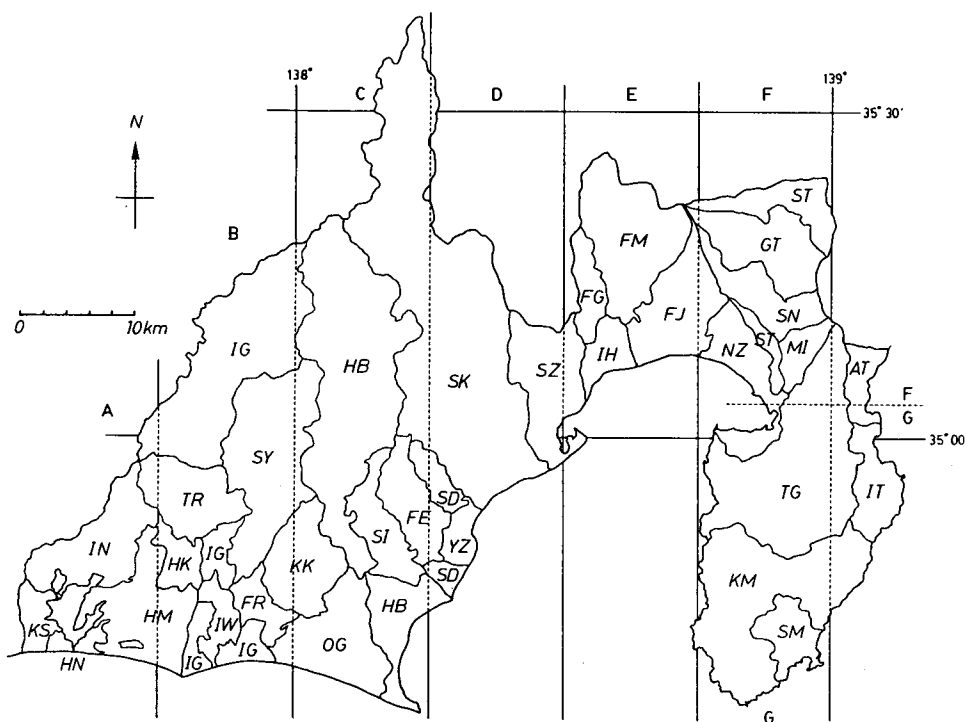 138°
139°
C
D
E
F
35° 30'
N
ST
B
GT
FM
FG
SN
0 10km
FJ
ST
MI
NZ
IH
AT
IG
HB
SK
SZ
A
F
G
35° 00
SY
TR
SD
TG
IT
FE
SI
YZ
IN
HK
IG
KK
SD
KM
FR
HB
HM
IW
KS
SM
OG
IG
IG
HN
G